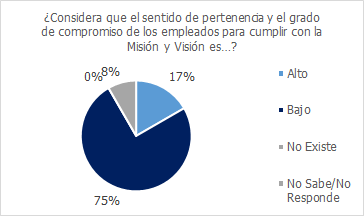 ¿Considera que el sentido de pertenencia y el grado
de compromiso de los empleados para cumplir con la
Misión y Visión es...?
0%
8%
17%
75%
Alto
Bajo
No Existe
No Sabe/No
Responde